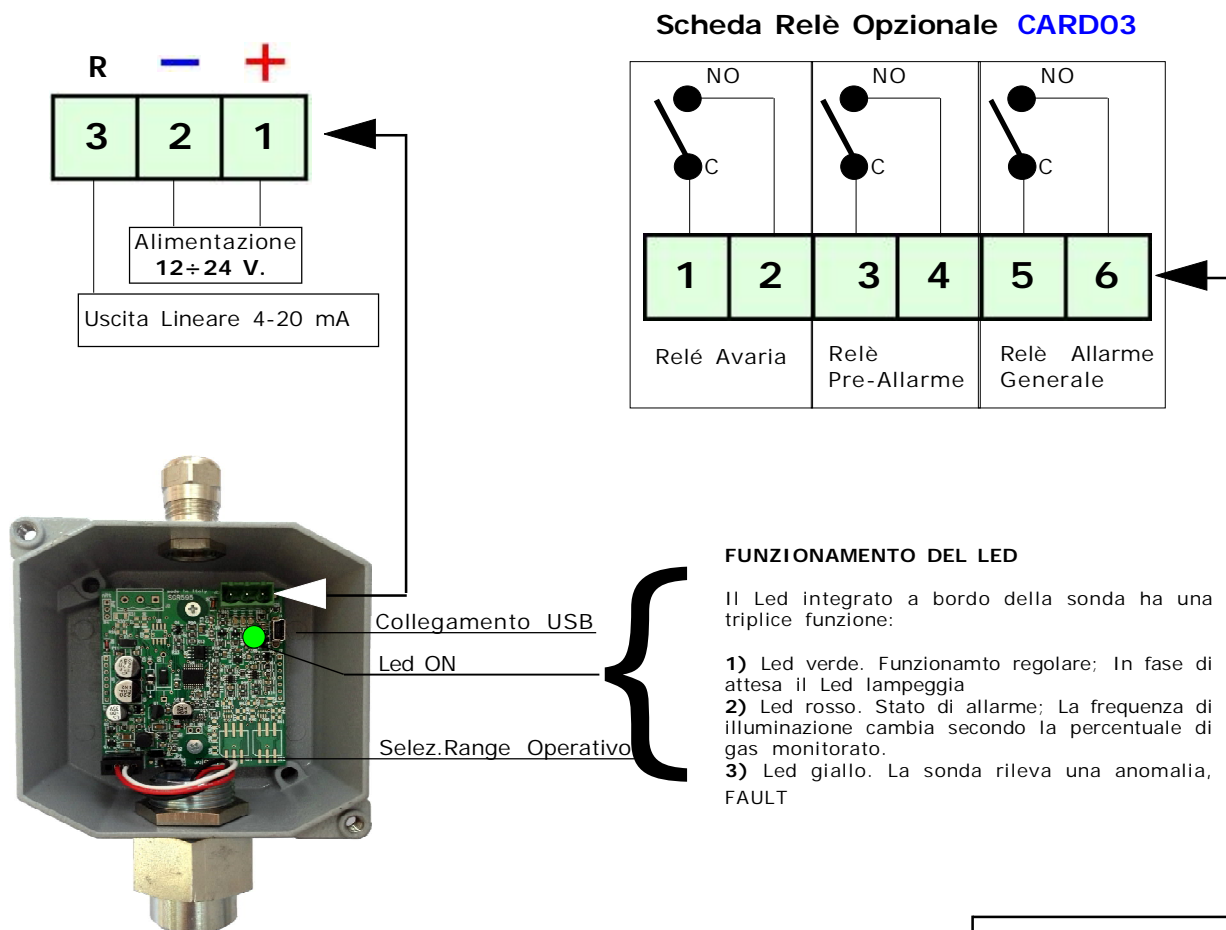 Scheda Relè Opzionale CARD03
R − +
3 2 1
Alimentazione
12÷24 V.
Uscita Lineare 4-20 mA
NO NO NO
C C C
1 2 3 4 5 6
Relé Avaria
Relè
Pre-Allarme
Relè Allarme
Generale
made in Italy
SGR595
Collegamento USB
Led ON
Selez.Range Operativo
FUNZIONAMENTO DEL LED
Il Led integrato a bordo della sonda ha una
triplice funzione:
1) Led verde. Funzionamto regolare; In fase di
attesa il Led lampeggia
2) Led rosso. Stato di allarme; La frequenza di
illuminazione cambia secondo la percentuale di
gas monitorato.
3) Led giallo. La sonda rileva una anomalia,
FAULT